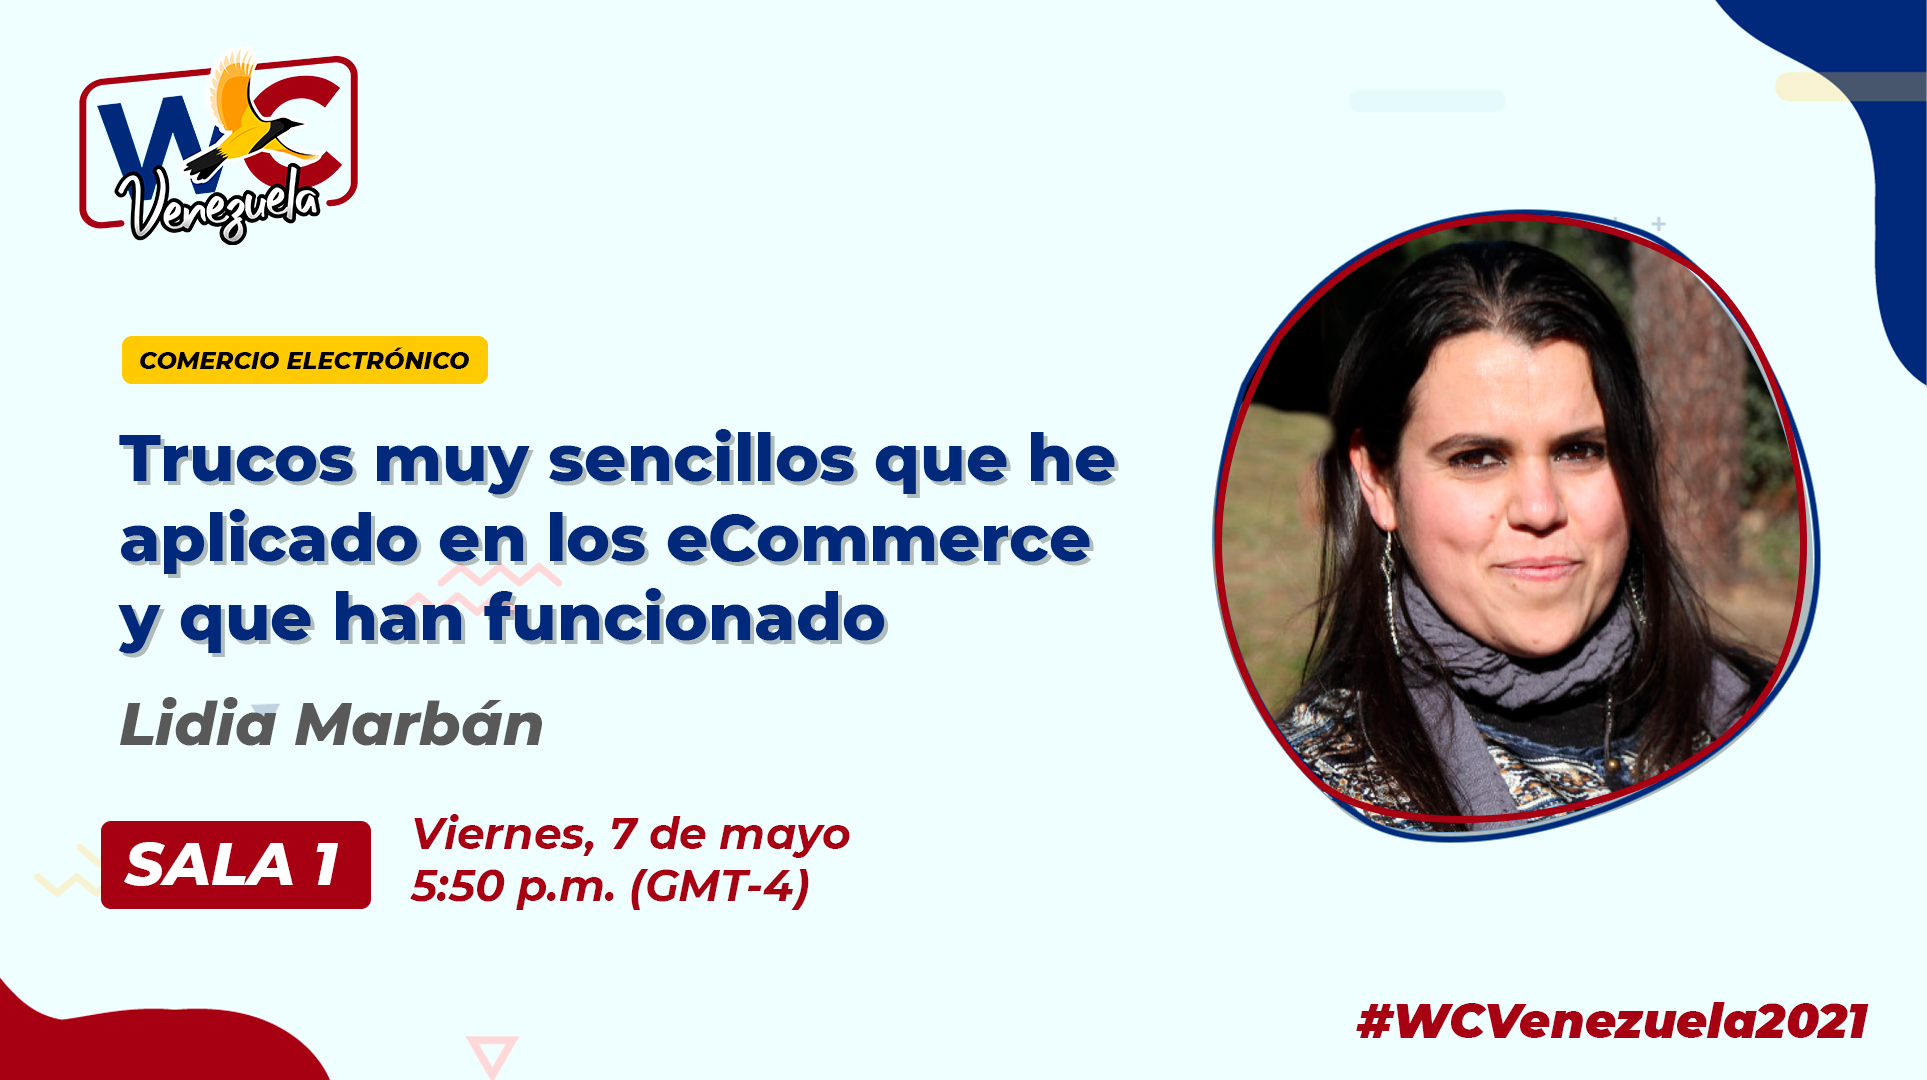 WC
Venezuela
COMERCIO ELECTRÓNICO
Trucos muy sencillos que he
aplicado en los eCommerce
y que han funcionado
Lidia Marbán
SALA 1
Viernes, 7 de mayo
5:50 p.m. (GMT-4)
#WCVenezuela2021